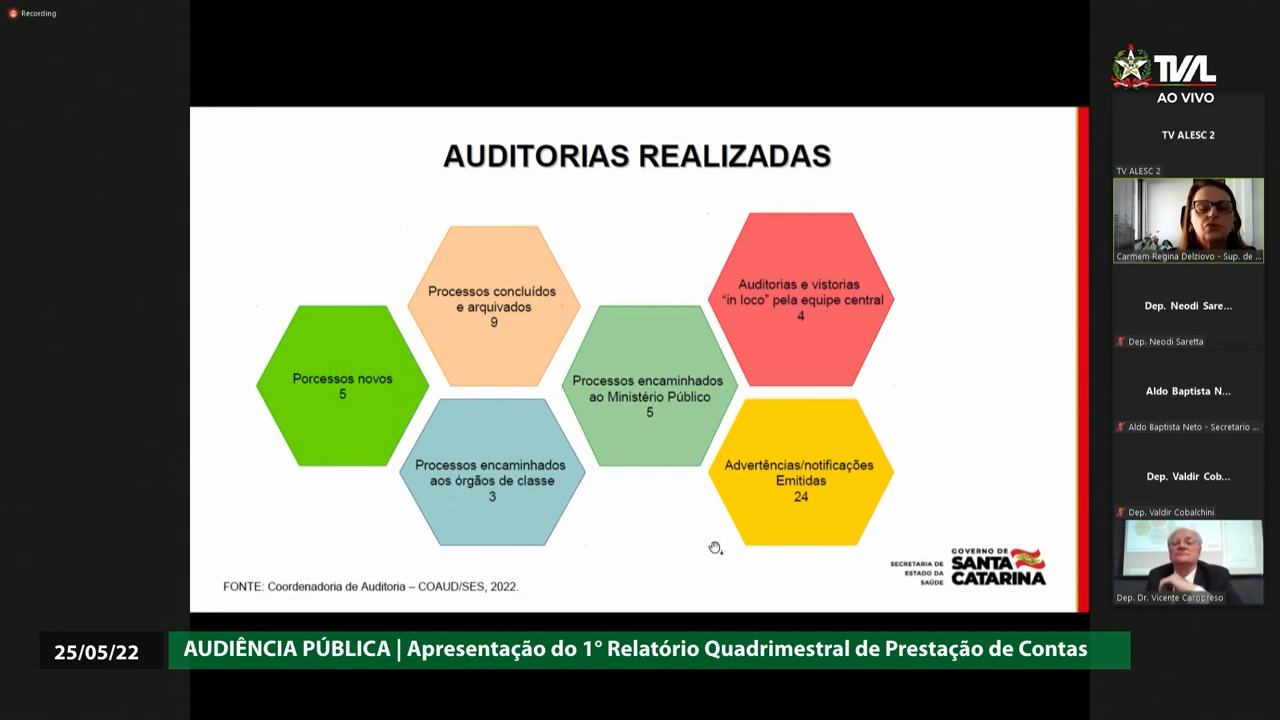 Recording
TVAL
AO VIVO
TV ALESC 2
TV ALESC 2
Carmem Regina Delziovo - Sup. de ...
Dep. Neodi Sare...
Dep. Neodi Saretta
Aldo Baptista N...
Aldo Baptista Neto - Secretario ...
Dep. Valdir Cob...
Dep. Valdir Cobalchini
Dep. Dr. Vicente Caropreso
AUDITORIAS REALIZADAS
Porcessos novos
5
Processos concluídos
e arquivados
9
Processos encaminhados
aos órgãos de classe
3
Processos encaminhados
ao Ministério Público
5
Auditorias e vistorias
“in loco” pela equipe central
4
Advertências/notificações
Emitidas
24
FONTE: Coordenadoria de Auditoria – COAUD/SES, 2022.
SECRETARIA DE
ESTADO DA
SAÚDE
GOVERNO DE
SANTA
CATARINA
25/05/22
AUDIÊNCIA PÚBLICA | Apresentação do 1° Relatório Quadrimestral de Prestação de Contas